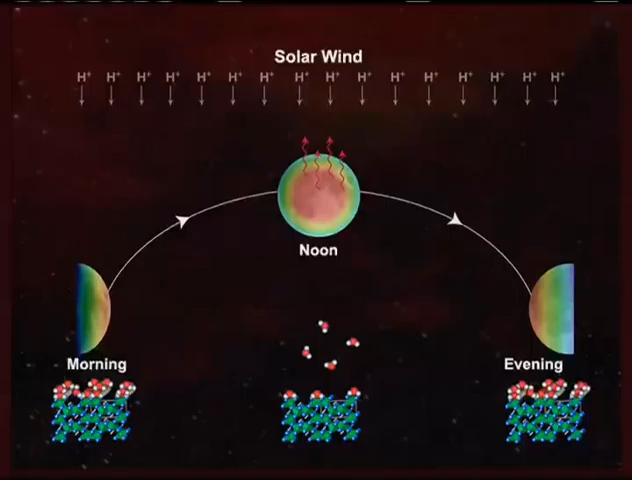 Solar Wind
H⁺ H⁺ H⁺ H⁺ H⁺ H⁺ H⁺ H⁺ H⁺ H⁺ H⁺ H⁺ H⁺ H⁺ H⁺ H⁺
Noon
Morning
Evening